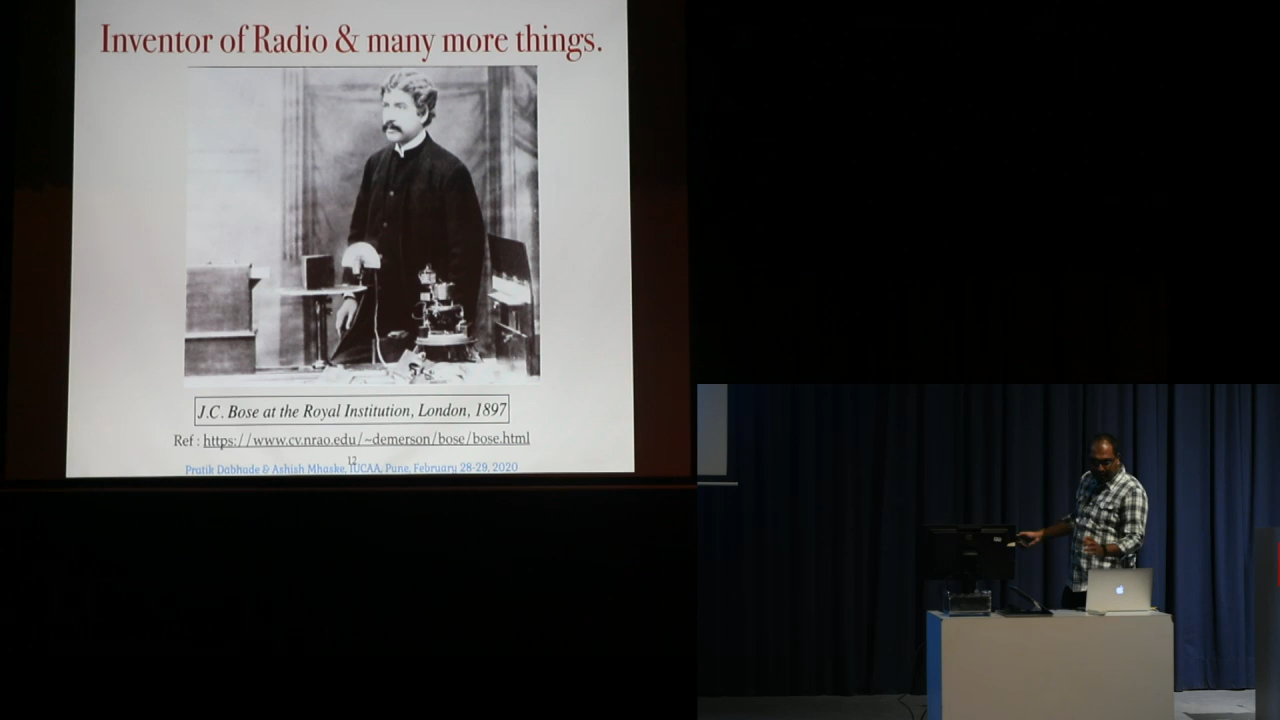 Inventor of Radio & many more things.
J.C. Bose at the Royal Institution, London, 1897
Ref : https://www.cv.nrao.edu/~demerson/bose/bose.html
12
Pratik Dabhade & Ashish Mhaske, IUCAA, Pune, February 28-29, 2020